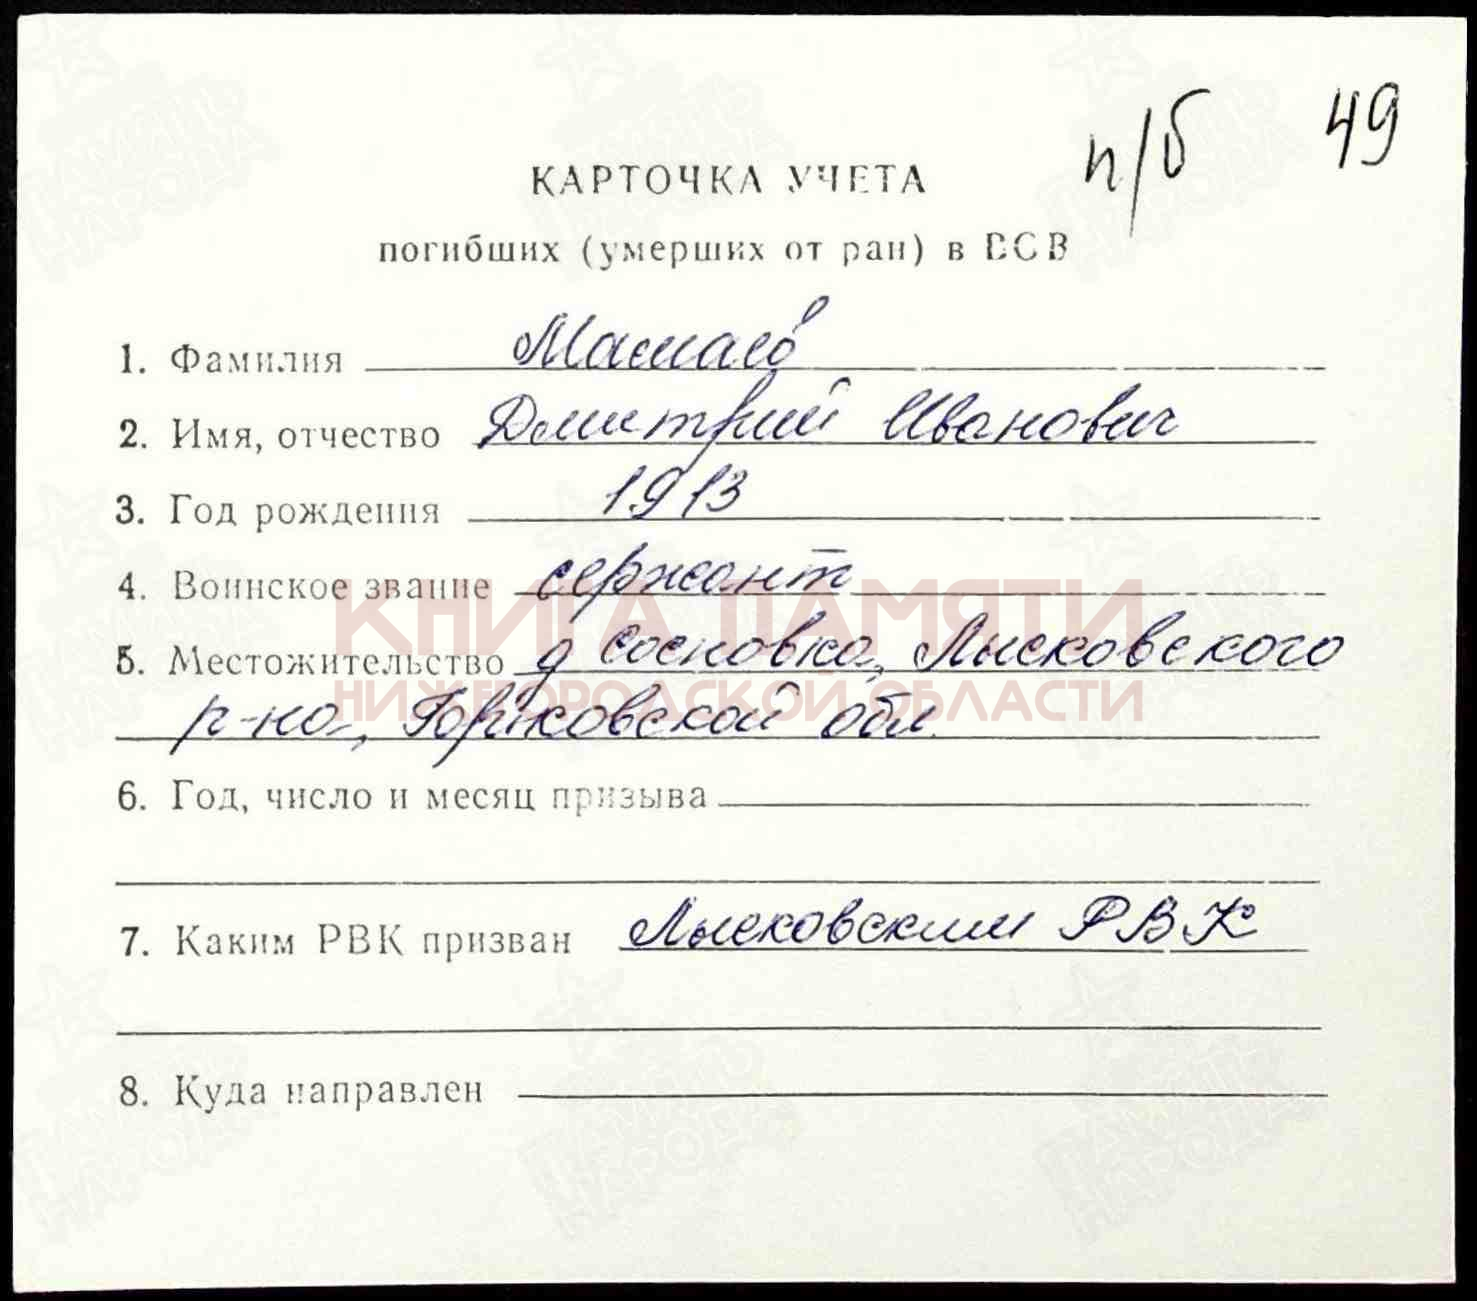 п/б 49
КАРТОЧКА УЧЕТА
погибших (умерших от ран) в ВОВ
1. Фамилия Мамаев
2. Имя, отчество Дмитрий Иванович
3. Год рождения 1913
4. Воинское звание сержант
КНИГА ПАМЯТИ
5. Местожительство д Сосновка, Лысковского
НИЖЕГОРОДСКОЙ ОБЛАСТИ
р-на, Горьковской обл.
6. Год, число и месяц призыва
7. Каким РВК призван Лысковским РВК
8. Куда направлен
ПАМЯТЬ НАРОДА